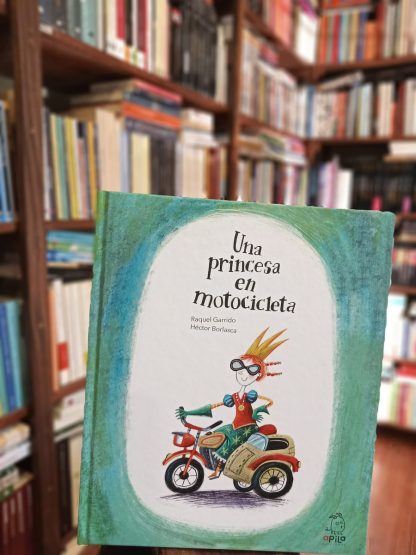 Una
princesa
en
motocicleta
Raquel Garrido
Héctor Borlasca
apila